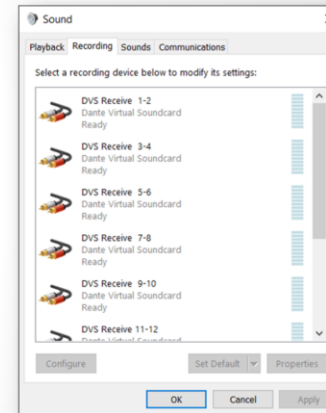 Sound
Playback Recording Sounds Communications
Select a recording device below to modify its settings:
DVS Receive 1-2
Dante Virtual Soundcard
Ready
DVS Receive 3-4
Dante Virtual Soundcard
Ready
DVS Receive 5-6
Dante Virtual Soundcard
Ready
DVS Receive 7-8
Dante Virtual Soundcard
Ready
DVS Receive 9-10
Dante Virtual Soundcard
Ready
DVS Receive 11-12
Dante Virtual Soundcard
Configure Set Default Properties
OK Cancel Apply